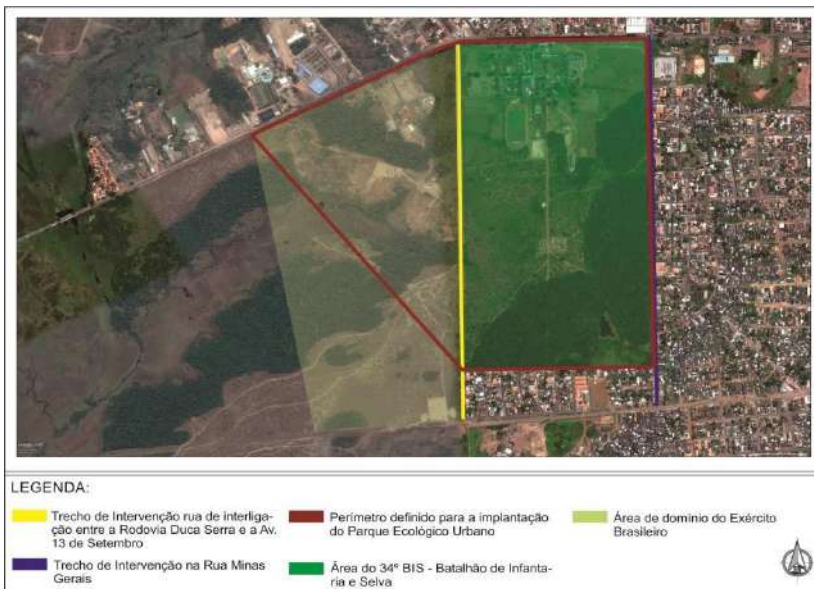 LEGENDA:
Trecho de Intervenção rua de interliga-
ção entre a Rodovia Duca Serra e a Av.
13 de Setembro
Trecho de Intervenção na Rua Minas
Gerais
Perímetro definido para a implantação
do Parque Ecológico Urbano
Área do 34º BIS - Batalhão de Infanta-
ria e Selva
Área de domínio do Exército
Brasileiro